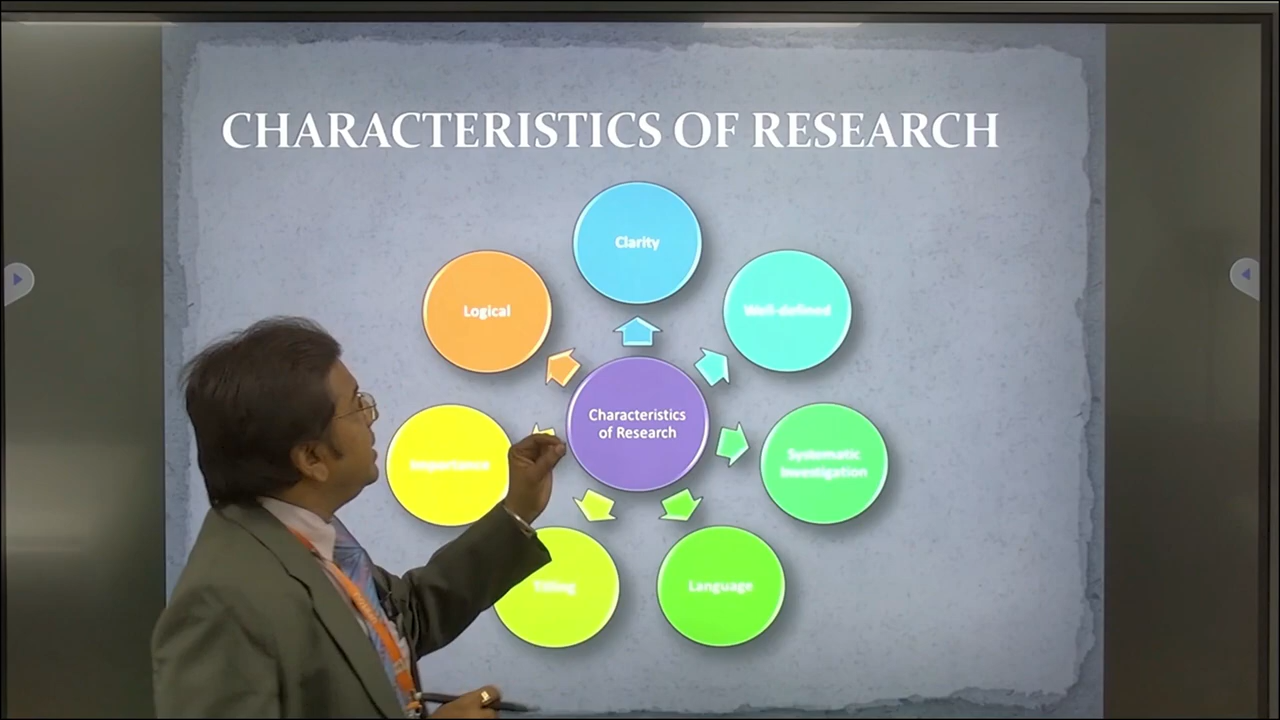 CHARACTERISTICS OF RESEARCH
Clarity
Logical
Well-defined
Characteristics
of Research
Importance
Systematic
Investigation
Titling
Language